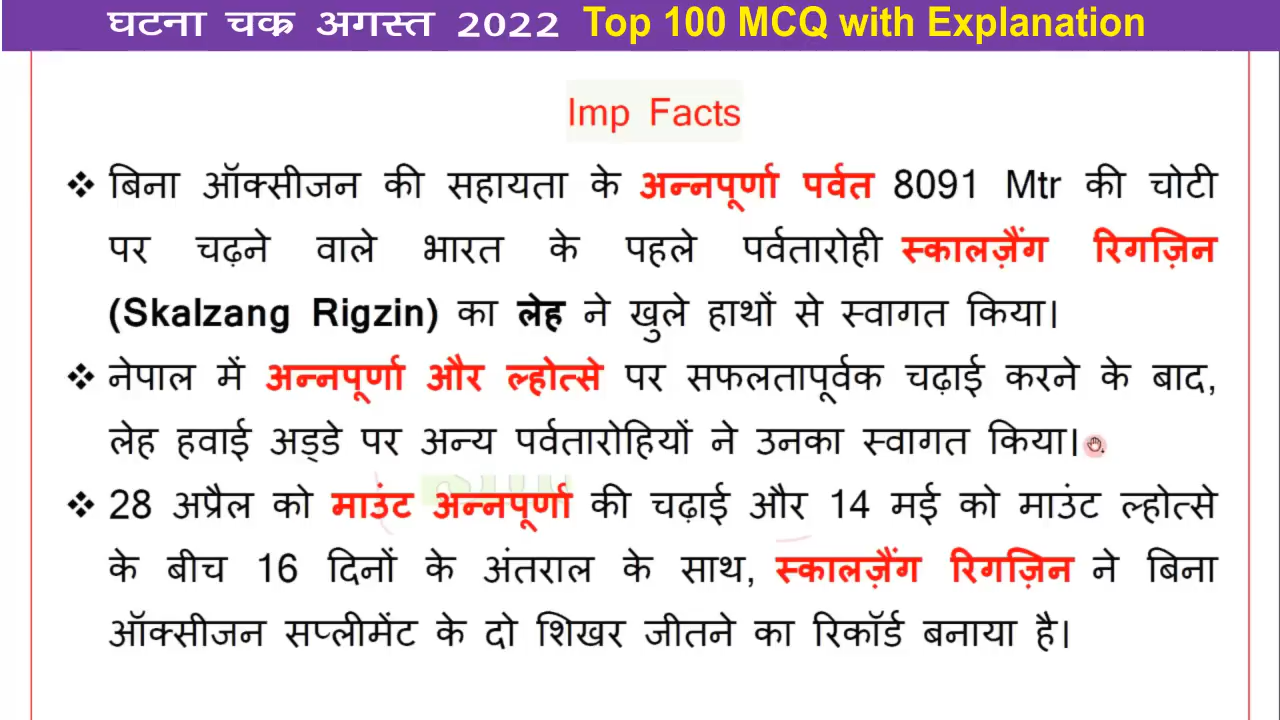 घटना चक्र अगस्त 2022 Top 100 MCQ with Explanation
Imp Facts
❖ बिना ऑक्सीजन की सहायता के अन्नपूर्णा पर्वत 8091 Mtr की चोटी
पर चढ़ने वाले भारत के पहले पर्वतारोही स्कालज़ैंग रिगज़िन
(Skalzang Rigzin) का लेह ने खुले हाथों से स्वागत किया।
❖ नेपाल में अन्नपूर्णा और ल्होत्से पर सफलतापूर्वक चढ़ाई करने के बाद,
लेह हवाई अड्डे पर अन्य पर्वतारोहियों ने उनका स्वागत किया।
❖ 28 अप्रैल को माउंट अन्नपूर्णा की चढ़ाई और 14 मई को माउंट ल्होत्से
के बीच 16 दिनों के अंतराल के साथ, स्कालज़ैंग रिगज़िन ने बिना
ऑक्सीजन सप्लीमेंट के दो शिखर जीतने का रिकॉर्ड बनाया है।